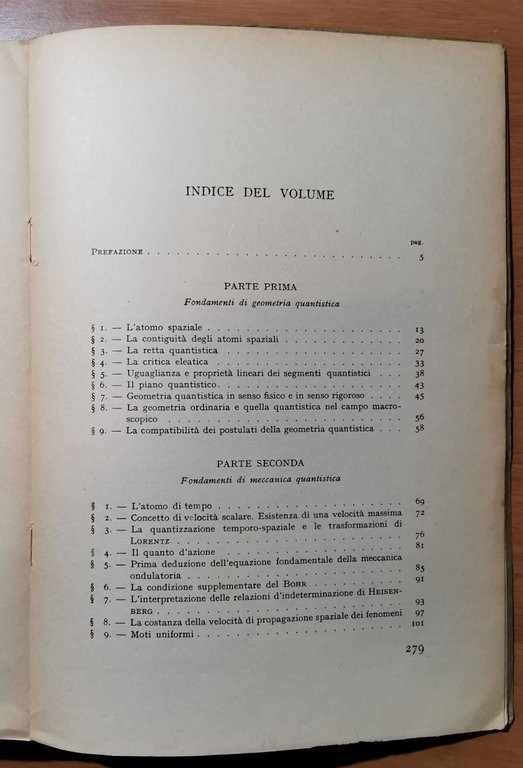 INDICE DEL VOLUME
pag.
PREFAZIONE . . . . . . . . . . . . . . . . . . . . . . . . . . 5
PARTE PRIMA
Fondamenti di geometria quantistica
§ 1. — L'atomo spaziale . . . . . . . . . . . . . . . . . . . . 13
§ 2. — La contiguità degli atomi spaziali . . . . . . . . . . . . 20
§ 3. — La retta quantistica . . . . . . . . . . . . . . . . . . 27
§ 4. — La critica eleatica . . . . . . . . . . . . . . . . . . . 33
§ 5. — Uguaglianza e proprietà lineari dei segmenti quantistici . . 38
§ 6. — Il piano quantistico . . . . . . . . . . . . . . . . . . . 43
§ 7. — Geometria quantistica in senso fisico e in senso rigoroso . . 45
§ 8. — La geometria ordinaria e quella quantistica nel campo macro-
scopico . . . . . . . . . . . . . . . . . . . . . . . 56
§ 9. — La compatibilità dei postulati della geometria quantistica . . . 58
PARTE SECONDA
Fondamenti di meccanica quantistica
§ 1. — L'atomo di tempo . . . . . . . . . . . . . . . . . . . 69
§ 2. — Concetto di velocità scalare. Esistenza di una velocità massima 72
§ 3. — La quantizzazione temporo-spaziale e le trasformazioni di
LORENTZ . . . . . . . . . . . . . . . . . . . . . . 76
§ 4. — Il quanto d'azione . . . . . . . . . . . . . . . . . . . 81
§ 5. — Prima deduzione dell'equazione fondamentale della meccanica
ondulatoria . . . . . . . . . . . . . . . . . . . . . 85
§ 6. — La condizione supplementare del BOHR . . . . . . . . . . 91
§ 7. — L'interpretazione delle relazioni d'indeterminazione di HEISEN-
BERG . . . . . . . . . . . . . . . . . . . . . . . . 93
§ 8. — La costanza della velocità di propagazione spaziale dei fenomeni 97
§ 9. — Moti uniformi . . . . . . . . . . . . . . . . . . . . . 101
279